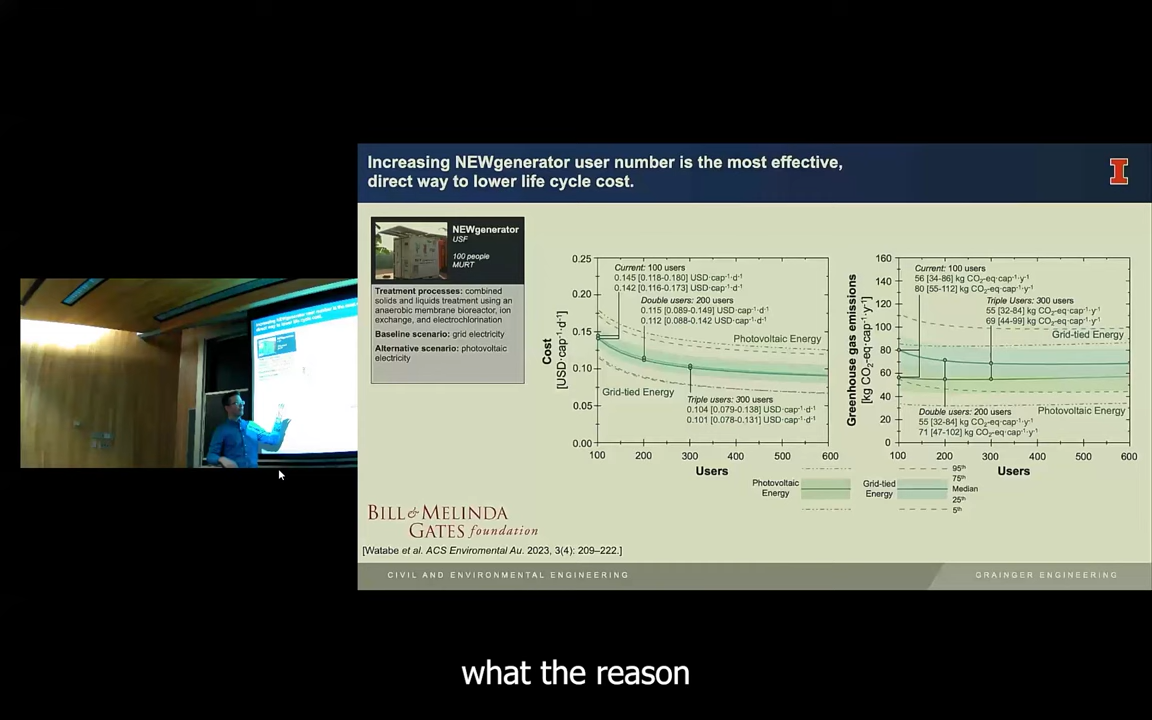 Increasing NEWgenerator user number is the most effective,
direct way to lower life cycle cost.
I
NEWgenerator
USF
100 people
MURT
Treatment processes: combined
solids and liquids treatment using an
anaerobic membrane bioreactor, ion
exchange, and electrochlorination
Baseline scenario: grid electricity
Alternative scenario: photovoltaic
electricity
Cost
[USD·cap⁻¹·d⁻¹]
0.25
0.20
0.15
0.10
0.05
0.00
Current: 100 users
0.145 [0.118-0.180] USD·cap⁻¹·d⁻¹
0.142 [0.116-0.173] USD·cap⁻¹·d⁻¹
Double users: 200 users
0.115 [0.089-0.149] USD·cap⁻¹·d⁻¹
0.112 [0.088-0.142 USD·cap⁻¹·d⁻¹
Photovoltaic Energy
Grid-tied Energy
Triple users: 300 users
0.104 [0.079-0.138] USD·cap⁻¹·d⁻¹
0.101 [0.078-0.131] USD·cap⁻¹·d⁻¹
100 200 300 400 500 600
Users
Greenhouse gas emissions
[kg CO₂-eq·cap⁻¹·yr⁻¹]
160
140
120
100
80
60
40
20
0
Current: 100 users
56 [34-86] kg CO₂-eq·cap⁻¹·y⁻¹
80 [55-112] kg CO₂-eq·cap⁻¹·y⁻¹
Triple Users: 300 users
55 [32-84] kg CO₂-eq·cap⁻¹·y⁻¹
69 [44-99] kg CO₂-eq·cap⁻¹·y⁻¹
Grid-tied Energy
Photovoltaic Energy
Double users: 200 users
55 [32-84] kg CO₂-eq·cap⁻¹·y⁻¹
71 [47-102] kg CO₂-eq·cap⁻¹·y⁻¹
100 200 300 400 500 600
Users
Photovoltaic
Energy
Grid-tied
Energy
95th
75th
Median
25th
5th
BILL & MELINDA
GATES foundation
[Watabe et al. ACS Enviromental Au. 2023, 3(4): 209–222.]
CIVIL AND ENVIRONMENTAL ENGINEERING
GRAINGER ENGINEERING
what the reason